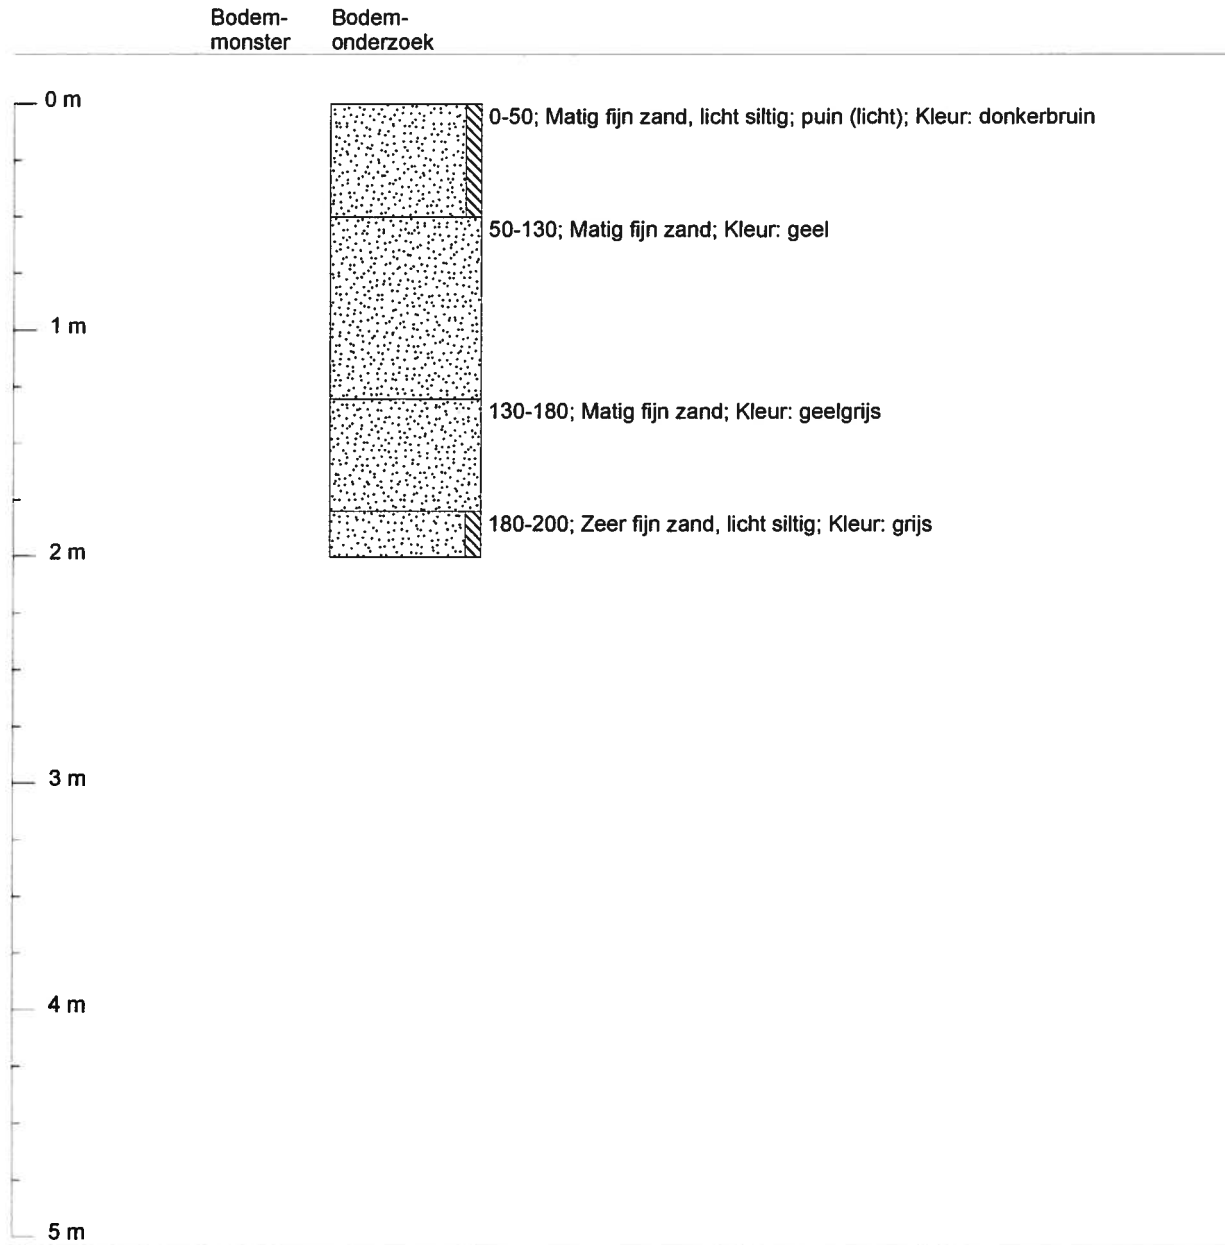 Bodem-
monster
Bodem-
onderzoek
0 m
0-50; Matig fijn zand, licht siltig; puin (licht); Kleur: donkerbruin
50-130; Matig fijn zand; Kleur: geel
1 m
130-180; Matig fijn zand; Kleur: geelgrijs
180-200; Zeer fijn zand, licht siltig; Kleur: grijs
2 m
3 m
4 m
5 m